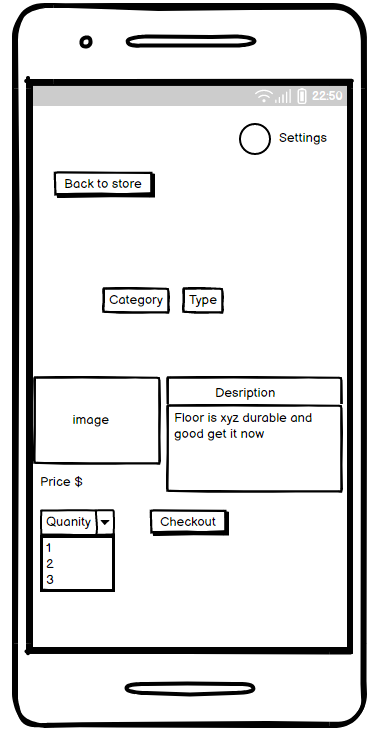 22:50
Settings
Back to store
Category Type
image
Desription
Floor is xyz durable and
good get it now
Price $
Quanity
Checkout
1
2
3